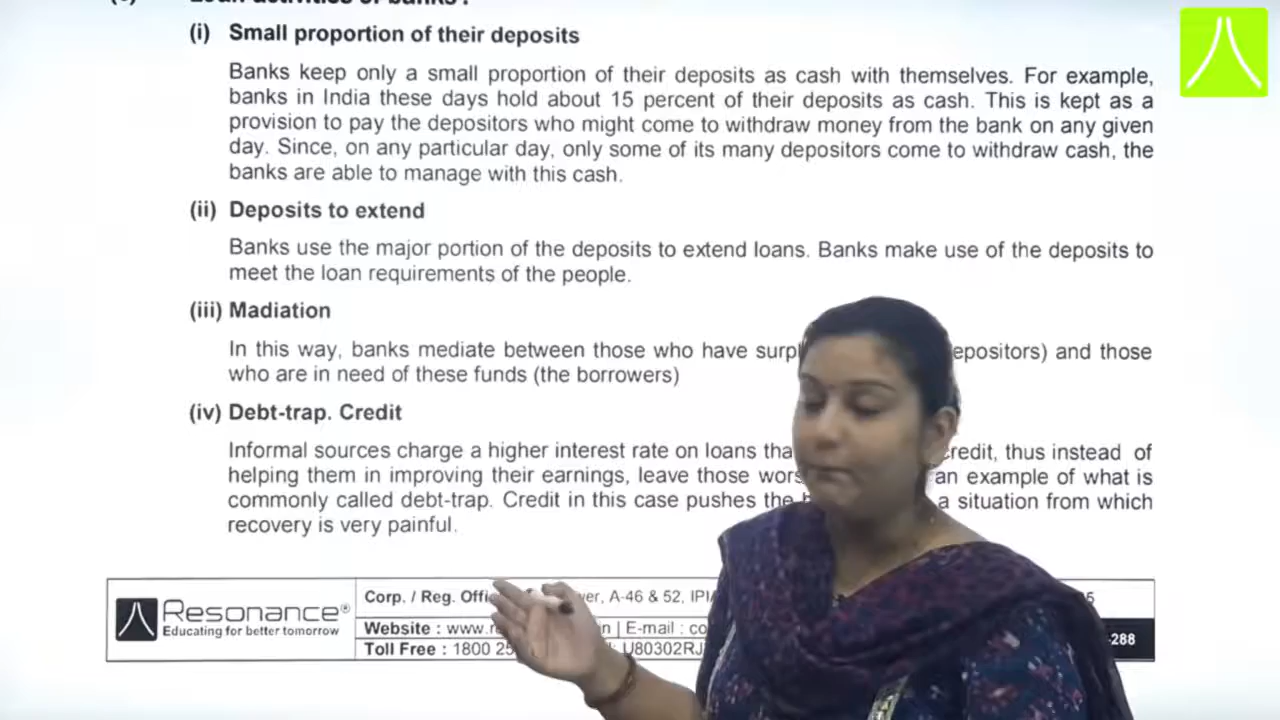 Loan activities of banks :
(i) Small proportion of their deposits
Banks keep only a small proportion of their deposits as cash with themselves. For example,
banks in India these days hold about 15 percent of their deposits as cash. This is kept as a
provision to pay the depositors who might come to withdraw money from the bank on any given
day. Since, on any particular day, only some of its many depositors come to withdraw cash, the
banks are able to manage with this cash.
(ii) Deposits to extend
Banks use the major portion of the deposits to extend loans. Banks make use of the deposits to
meet the loan requirements of the people.
(iii) Madiation
In this way, banks mediate between those who have surpl epositors) and those
who are in need of these funds (the borrowers)
(iv) Debt-trap. Credit
Informal sources charge a higher interest rate on loans tha credit, thus instead of
helping them in improving their earnings, leave those wors an example of what is
commonly called debt-trap. Credit in this case pushes the a situation from which
recovery is very painful.
Resonance®
Educating for better tomorrow
Corp. / Reg. Offi wer, A-46 & 52, IPIA
Website : www.r n | E-mail : co
Toll Free : 1800 25 U80302RJ
-288